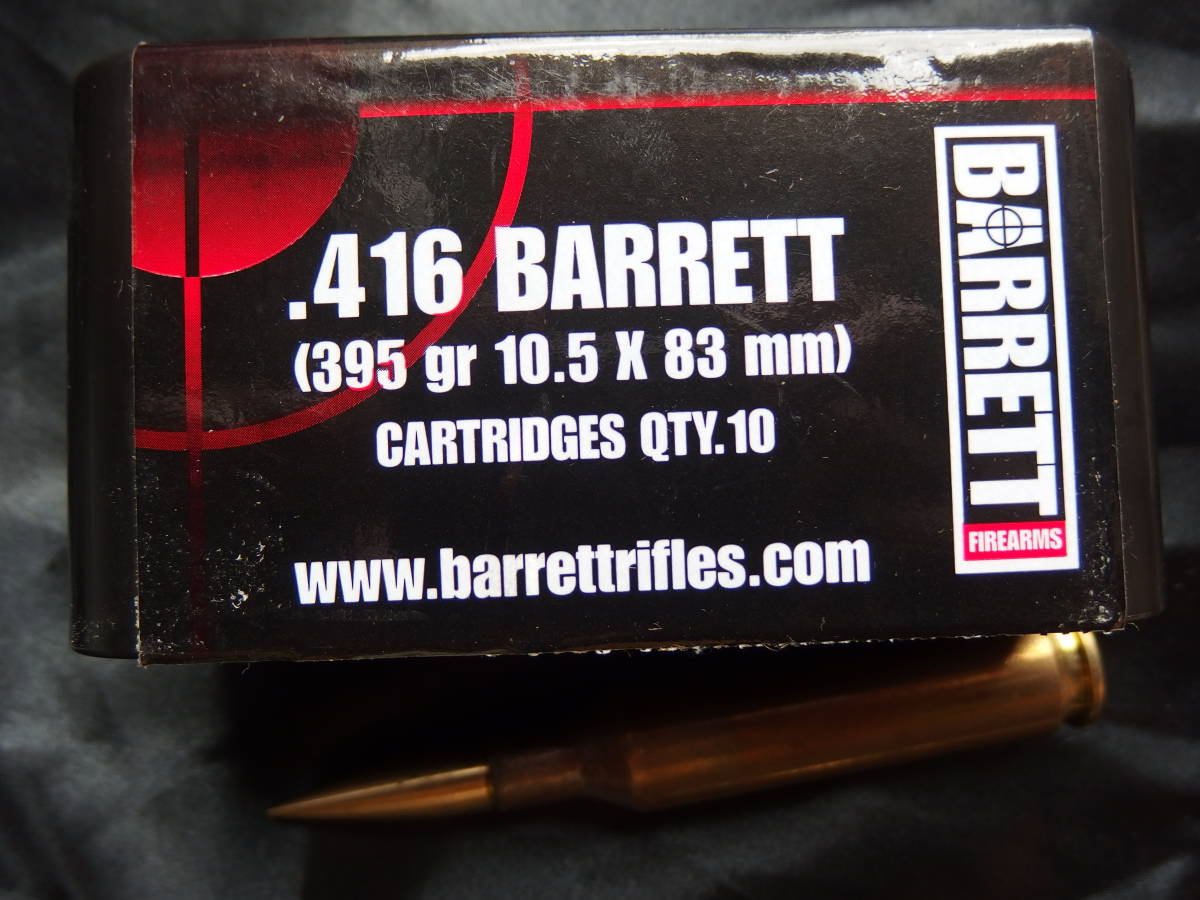 .416 BARRETT
(395 gr 10.5 X 83 mm)
CARTRIDGES QTY.10
www.barrettrifles.com
BARRETT
FIREARMS